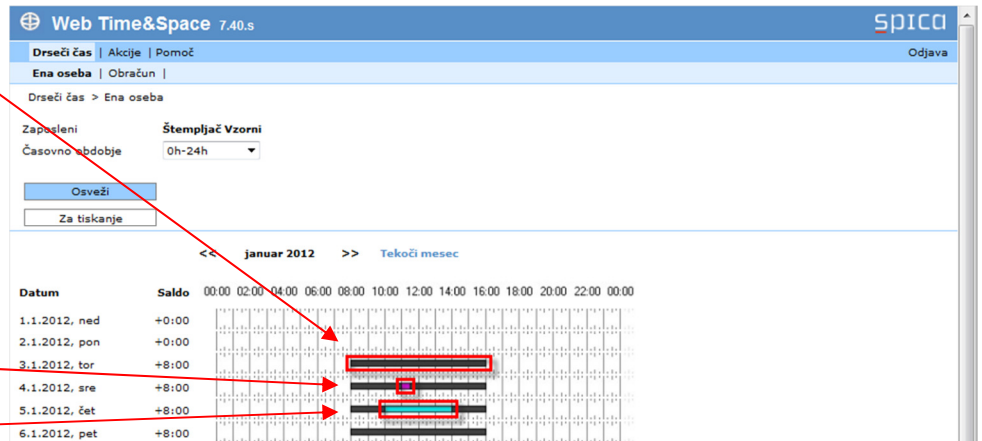 Web Time&Space 7.40.s spica
Drseči čas | Akcije | Pomoč Odjava
Ena oseba | Obračun |
Drseči čas > Ena oseba
Zaposleni Štempljač Vzorni
Časovno obdobje 0h-24h
Osveži
Za tiskanje
<< januar 2012 >> Tekoči mesec
Datum Saldo 00:00 02:00 04:00 06:00 08:00 10:00 12:00 14:00 16:00 18:00 20:00 22:00 00:00
1.1.2012, ned +0:00
2.1.2012, pon +0:00
3.1.2012, tor +8:00
4.1.2012, sre +8:00
5.1.2012, čet +8:00
6.1.2012, pet +8:00